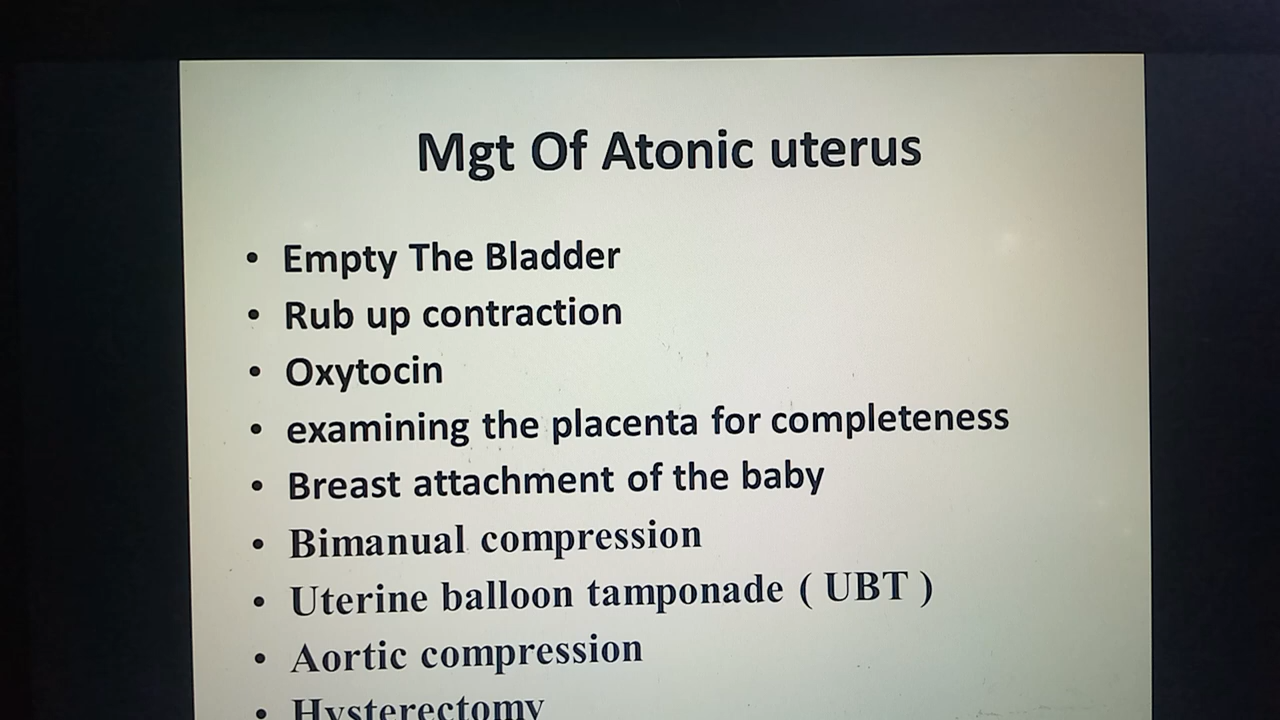 Mgt Of Atonic uterus
• Empty The Bladder
• Rub up contraction
• Oxytocin
• examining the placenta for completeness
• Breast attachment of the baby
• Bimanual compression
• Uterine balloon tamponade ( UBT )
• Aortic compression
• Hysterectomy